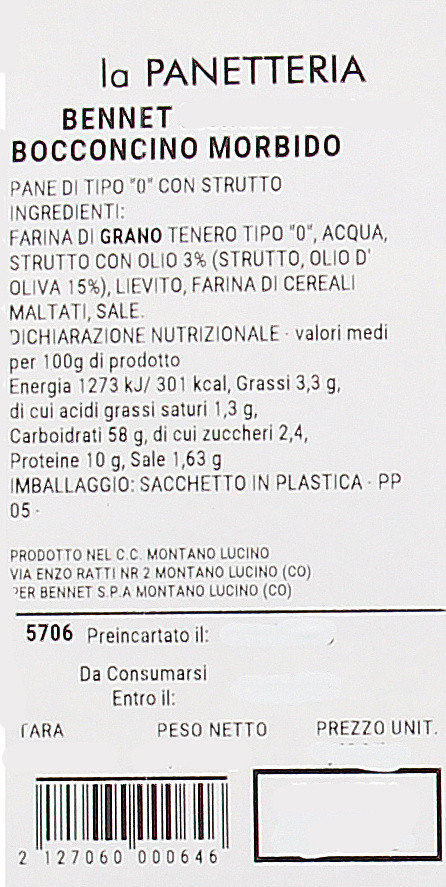 la PANETTERIA
BENNET
BOCCONCINO MORBIDO
PANE DI TIPO "0" CON STRUTTO
INGREDIENTI:
FARINA DI GRANO TENERO TIPO "0", ACQUA,
STRUTTO CON OLIO 3% (STRUTTO, OLIO D'
OLIVA 15%), LIEVITO, FARINA DI CEREALI
MALTATI, SALE.
DICHIARAZIONE NUTRIZIONALE - valori medi
per 100g di prodotto
Energia 1273 kJ/ 301 kcal, Grassi 3,3 g,
di cui acidi grassi saturi 1,3 g,
Carboidrati 58 g, di cui zuccheri 2,4,
Proteine 10 g, Sale 1,63 g
IMBALLAGGIO: SACCHETTO IN PLASTICA - PP
05 -
PRODOTTO NEL C.C. MONTANO LUCINO
VIA ENZO RATTI NR 2 MONTANO LUCINO (CO)
PER BENNET S.P.A MONTANO LUCINO (CO)
5706 Preincartato il:
Da Consumarsi
Entro il:
TARA PESO NETTO PREZZO UNIT.
2 127060 000646